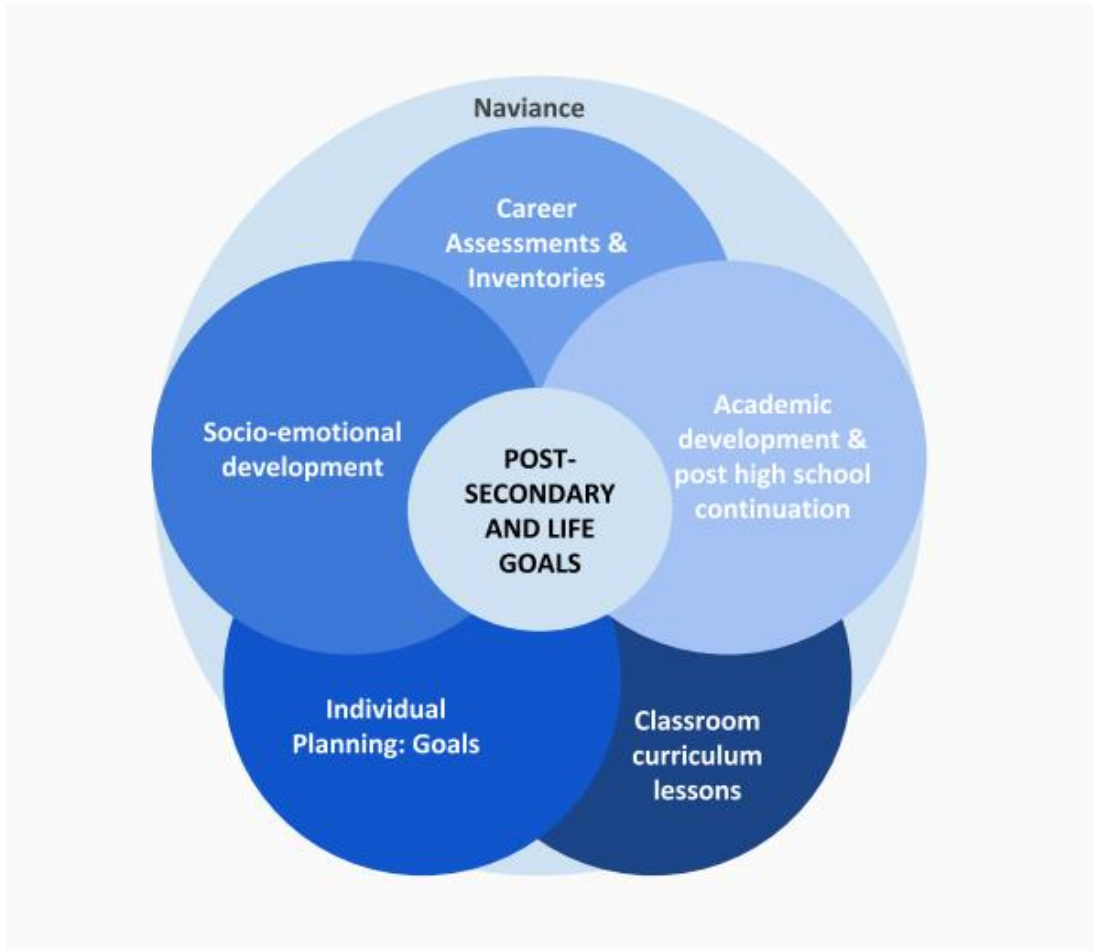 Naviance
Career
Assessments &
Inventories
Socio-emotional
development
Academic
development &
post high school
continuation
POST-
SECONDARY
AND LIFE
GOALS
Individual
Planning: Goals
Classroom
curriculum
lessons